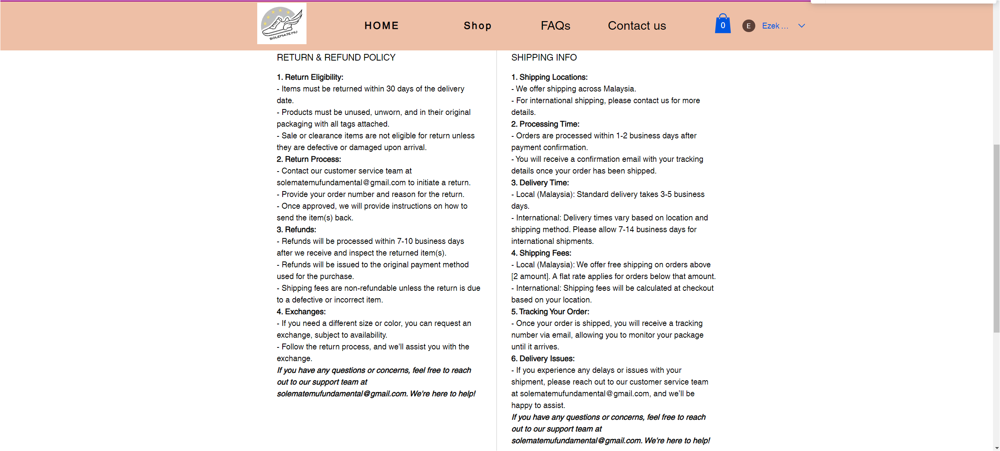 SOLEMATE MU
HOME
Shop
FAQs
Contact us
0
E
Ezek ...
RETURN & REFUND POLICY
1. Return Eligibility:
- Items must be returned within 30 days of the delivery
date.
- Products must be unused, unworn, and in their original
packaging with all tags attached.
- Sale or clearance items are not eligible for return unless
they are defective or damaged upon arrival.
2. Return Process:
- Contact our customer service team at
solematemufundamental@gmail.com to initiate a return.
- Provide your order number and reason for the return.
- Once approved, we will provide instructions on how to
send the item(s) back.
3. Refunds:
- Refunds will be processed within 7-10 business days
after we receive and inspect the returned item(s).
- Refunds will be issued to the original payment method
used for the purchase.
- Shipping fees are non-refundable unless the return is due
to a defective or incorrect item.
4. Exchanges:
- If you need a different size or color, you can request an
exchange, subject to availability.
- Follow the return process, and we'll assist you with the
exchange.
If you have any questions or concerns, feel free to reach
out to our support team at
solematemufundamental@gmail.com. We're here to help!
SHIPPING INFO
1. Shipping Locations:
- We offer shipping across Malaysia.
- For international shipping, please contact us for more
details.
2. Processing Time:
- Orders are processed within 1-2 business days after
payment confirmation.
- You will receive a confirmation email with your tracking
details once your order has been shipped.
3. Delivery Time:
- Local (Malaysia): Standard delivery takes 3-5 business
days.
- International: Delivery times vary based on location and
shipping method. Please allow 7-14 business days for
international shipments.
4. Shipping Fees:
- Local (Malaysia): We offer free shipping on orders above
[2 amount]. A flat rate applies for orders below that amount.
- International: Shipping fees will be calculated at checkout
based on your location.
5. Tracking Your Order:
- Once your order is shipped, you will receive a tracking
number via email, allowing you to monitor your package
until it arrives.
6. Delivery Issues:
- If you experience any delays or issues with your
shipment, please reach out to our customer service team
at solematemufundamental@gmail.com, and we’ll be
happy to assist.
If you have any questions or concerns, feel free to reach
out to our support team at
solematemufundamental@gmail.com. We're here to help!